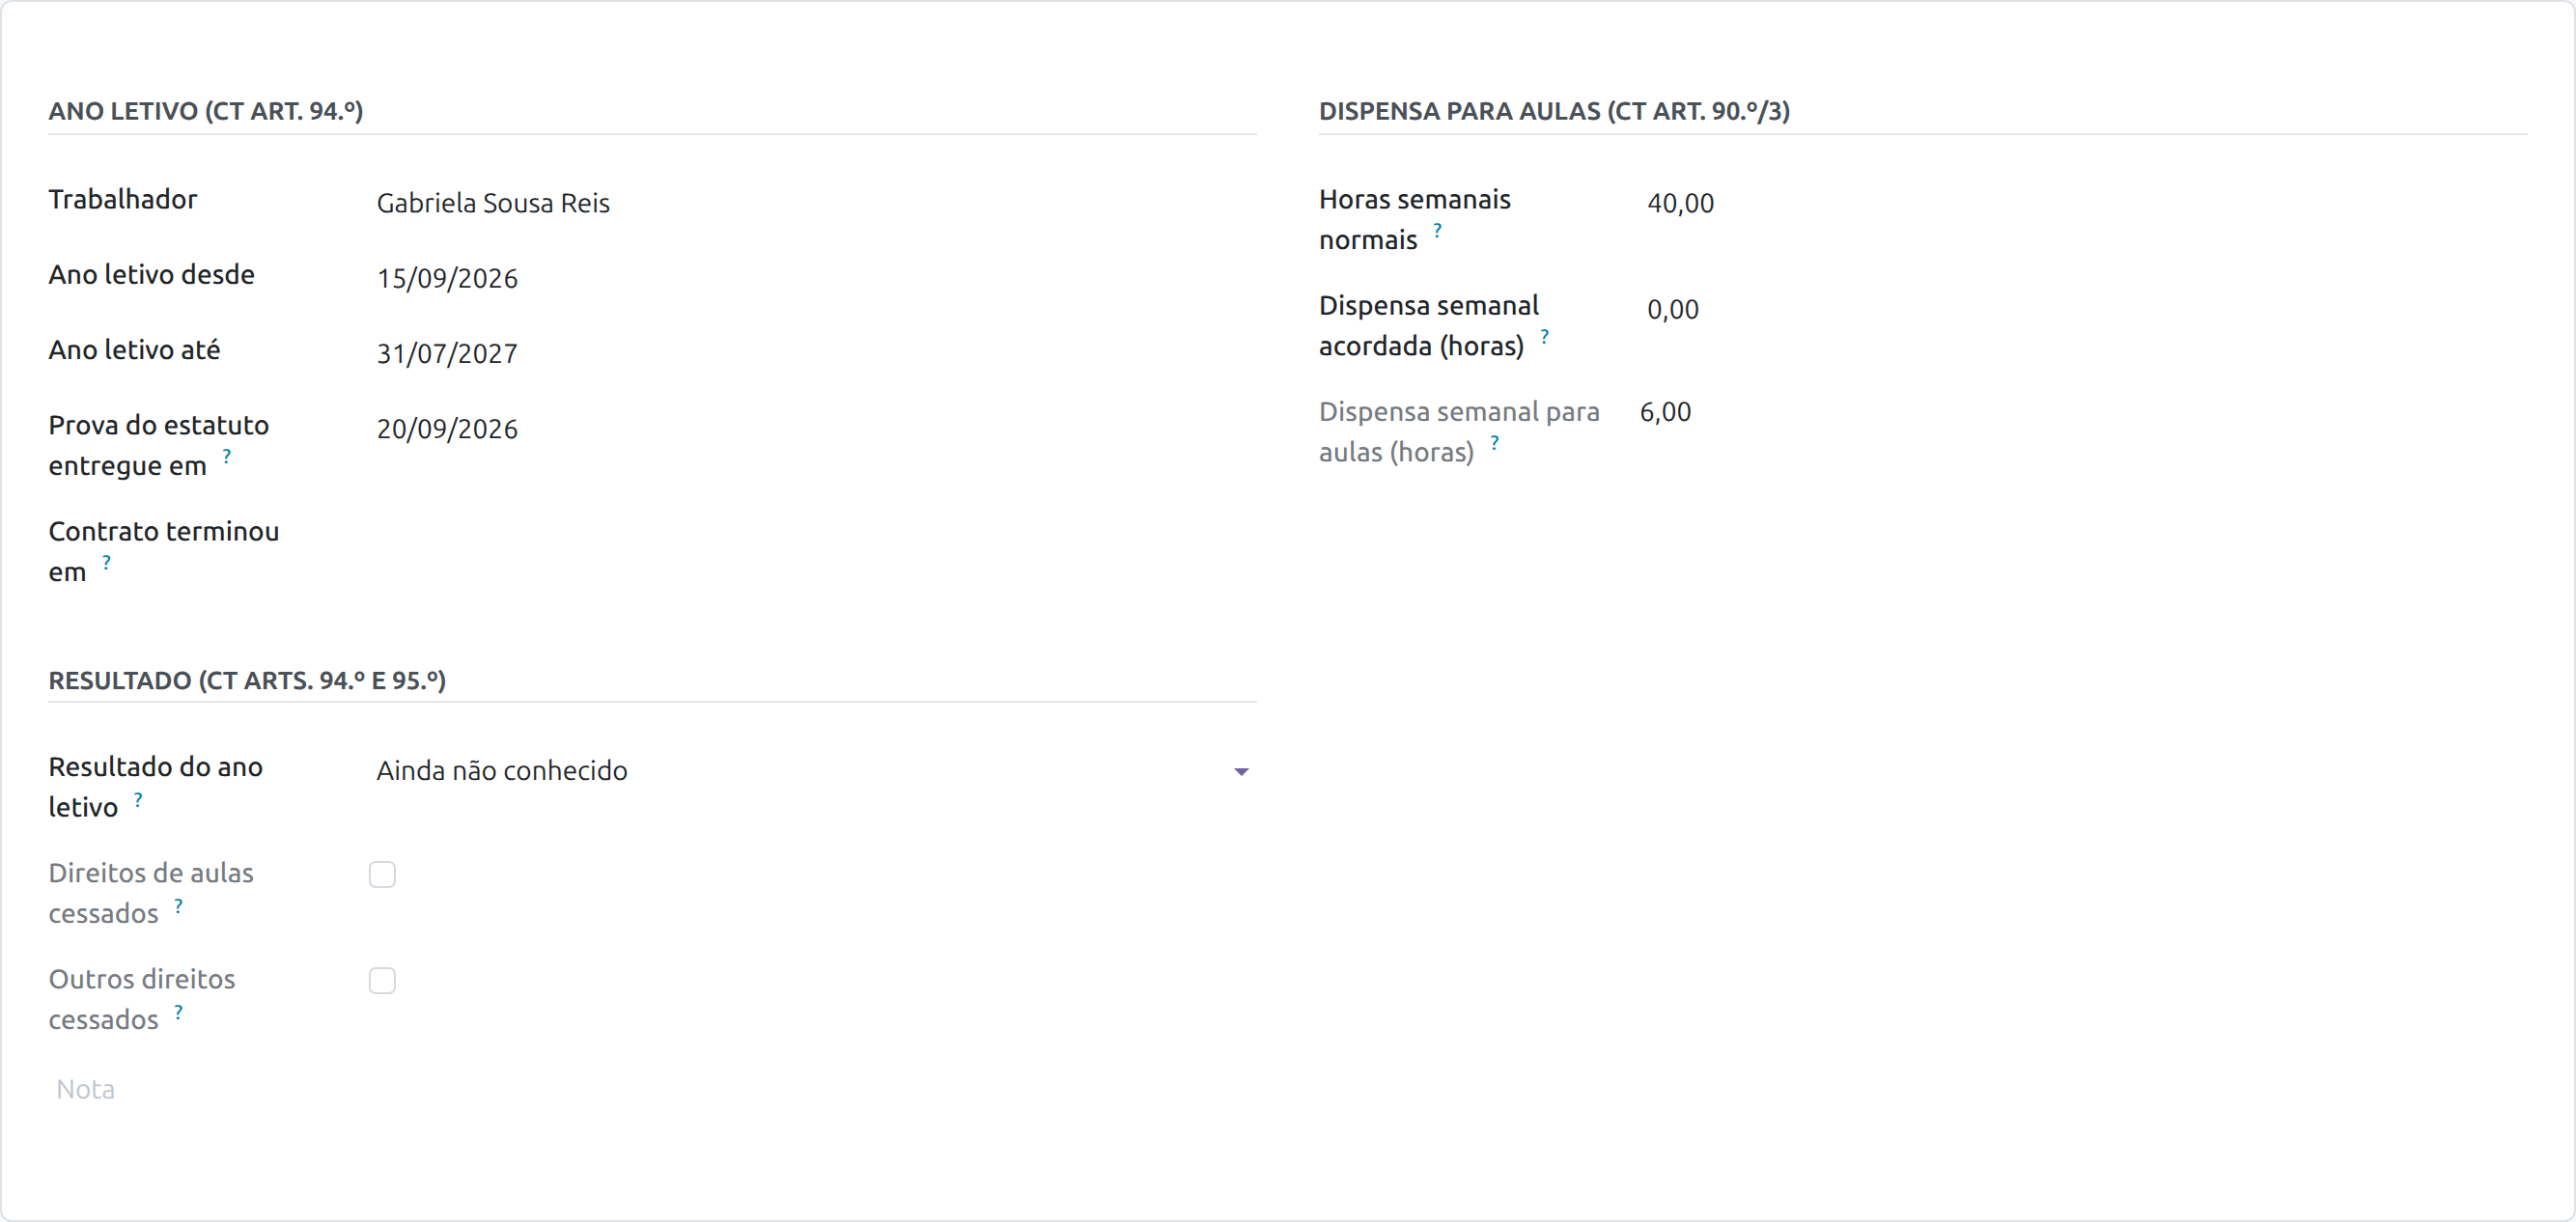 ANO LETIVO (CT ART. 94.º)
Trabalhador
Gabriela Sousa Reis
Ano letivo desde
15/09/2026
Ano letivo até
31/07/2027
Prova do estatuto
entregue em ?
20/09/2026
Contrato terminou
em ?
DISPENSA PARA AULAS (CT ART. 90.º/3)
Horas semanais
normais ?
40,00
Dispensa semanal
acordada (horas) ?
0,00
Dispensa semanal para
aulas (horas) ?
6,00
RESULTADO (CT ARTS. 94.º E 95.º)
Resultado do ano
letivo ?
Ainda não conhecido
Direitos de aulas
cessados ?
Outros direitos
cessados ?
Nota